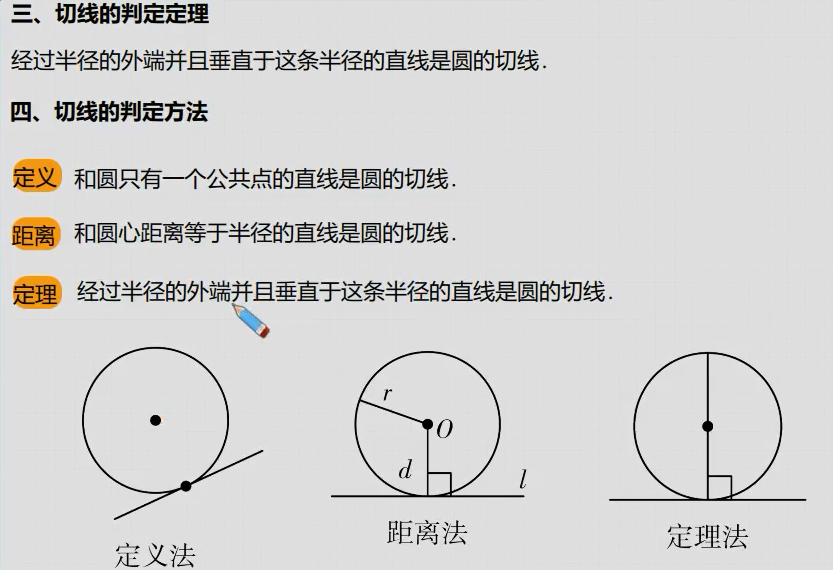 三、切线的判定定理
经过半径的外端并且垂直于这条半径的直线是圆的切线.
四、切线的判定方法
定义 和圆只有一个公共点的直线是圆的切线.
距离 和圆心距离等于半径的直线是圆的切线.
定理 经过半径的外端并且垂直于这条半径的直线是圆的切线.
r
O
d
l
定义法
距离法
定理法